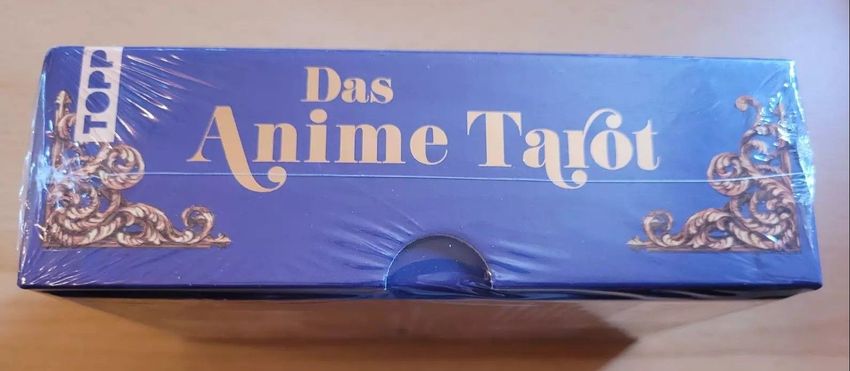 TOPP
Das
Anime Tarot